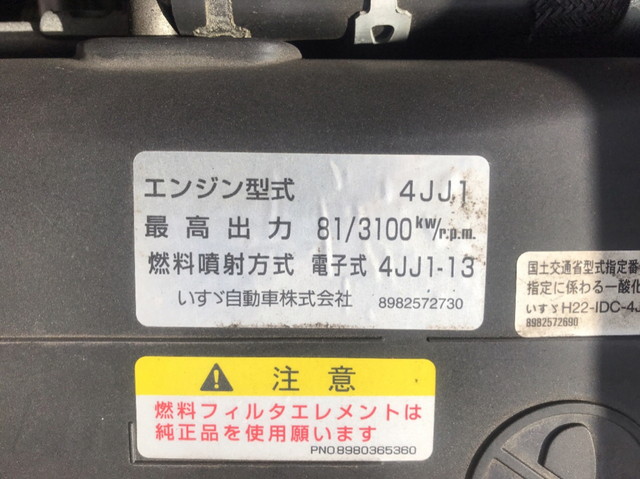 エンジン型式 4JJ1
最高出力 81/3100kw/r.p.m.
燃料噴射方式 電子式 4JJ1-13
いすゞ自動車株式会社 8982572730
国土交通省型式指定番
指定に係わる一酸化
いすゞH22-IDC-4J
8982572690
注意
燃料フィルタエレメントは
純正品を使用願います
PNO8980365360